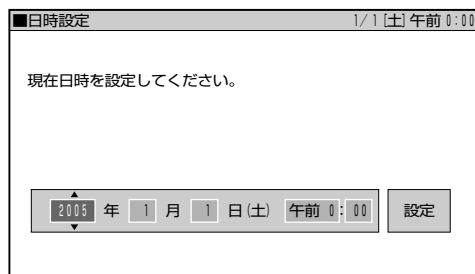 ■日時設定 1/ 1 [土] 午前 0:00
現在日時を設定してください。
2005 年 1 月 1 日(土) 午前 0: 00 設定